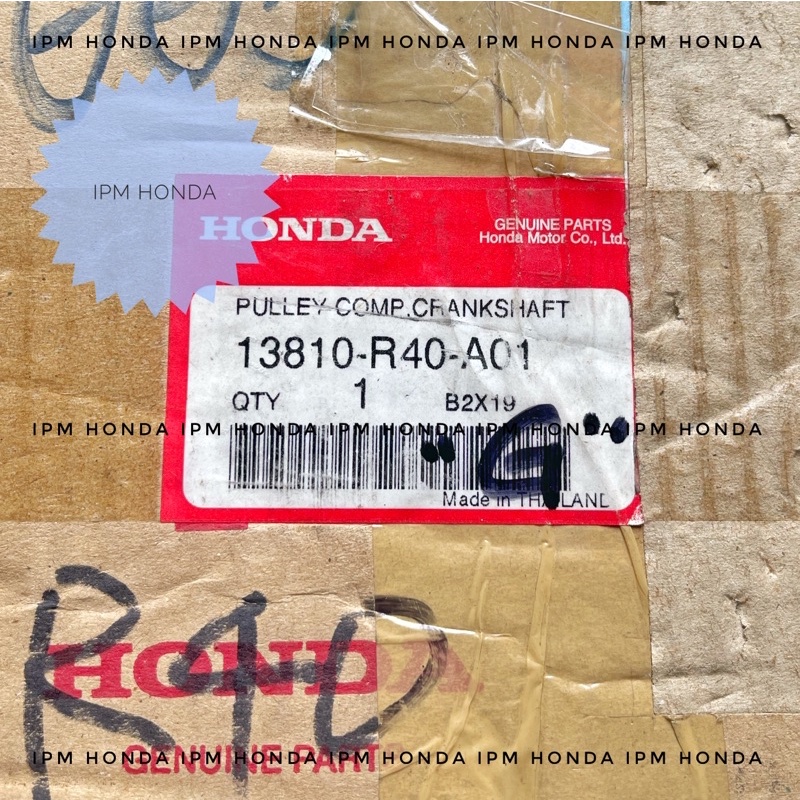 IPM HONDA IPM HONDA IPM HONDA IPM HONDA IPM HONDA
IPM HONDA
HONDA
GENUINE PARTS
Honda Motor Co., Ltd.
PULLEY COMP.CRANKSHAFT
13810-R40-A01
QTY 1 B2X19
IPM HONDA IPM HONDA IPM HONDA IPM HONDA IPM HONDA
"G"
Made in THAILAND
R40
HONDA
GENUINE PART
IPM HONDA IPM HONDA IPM HONDA IPM HONDA IPM HONDA